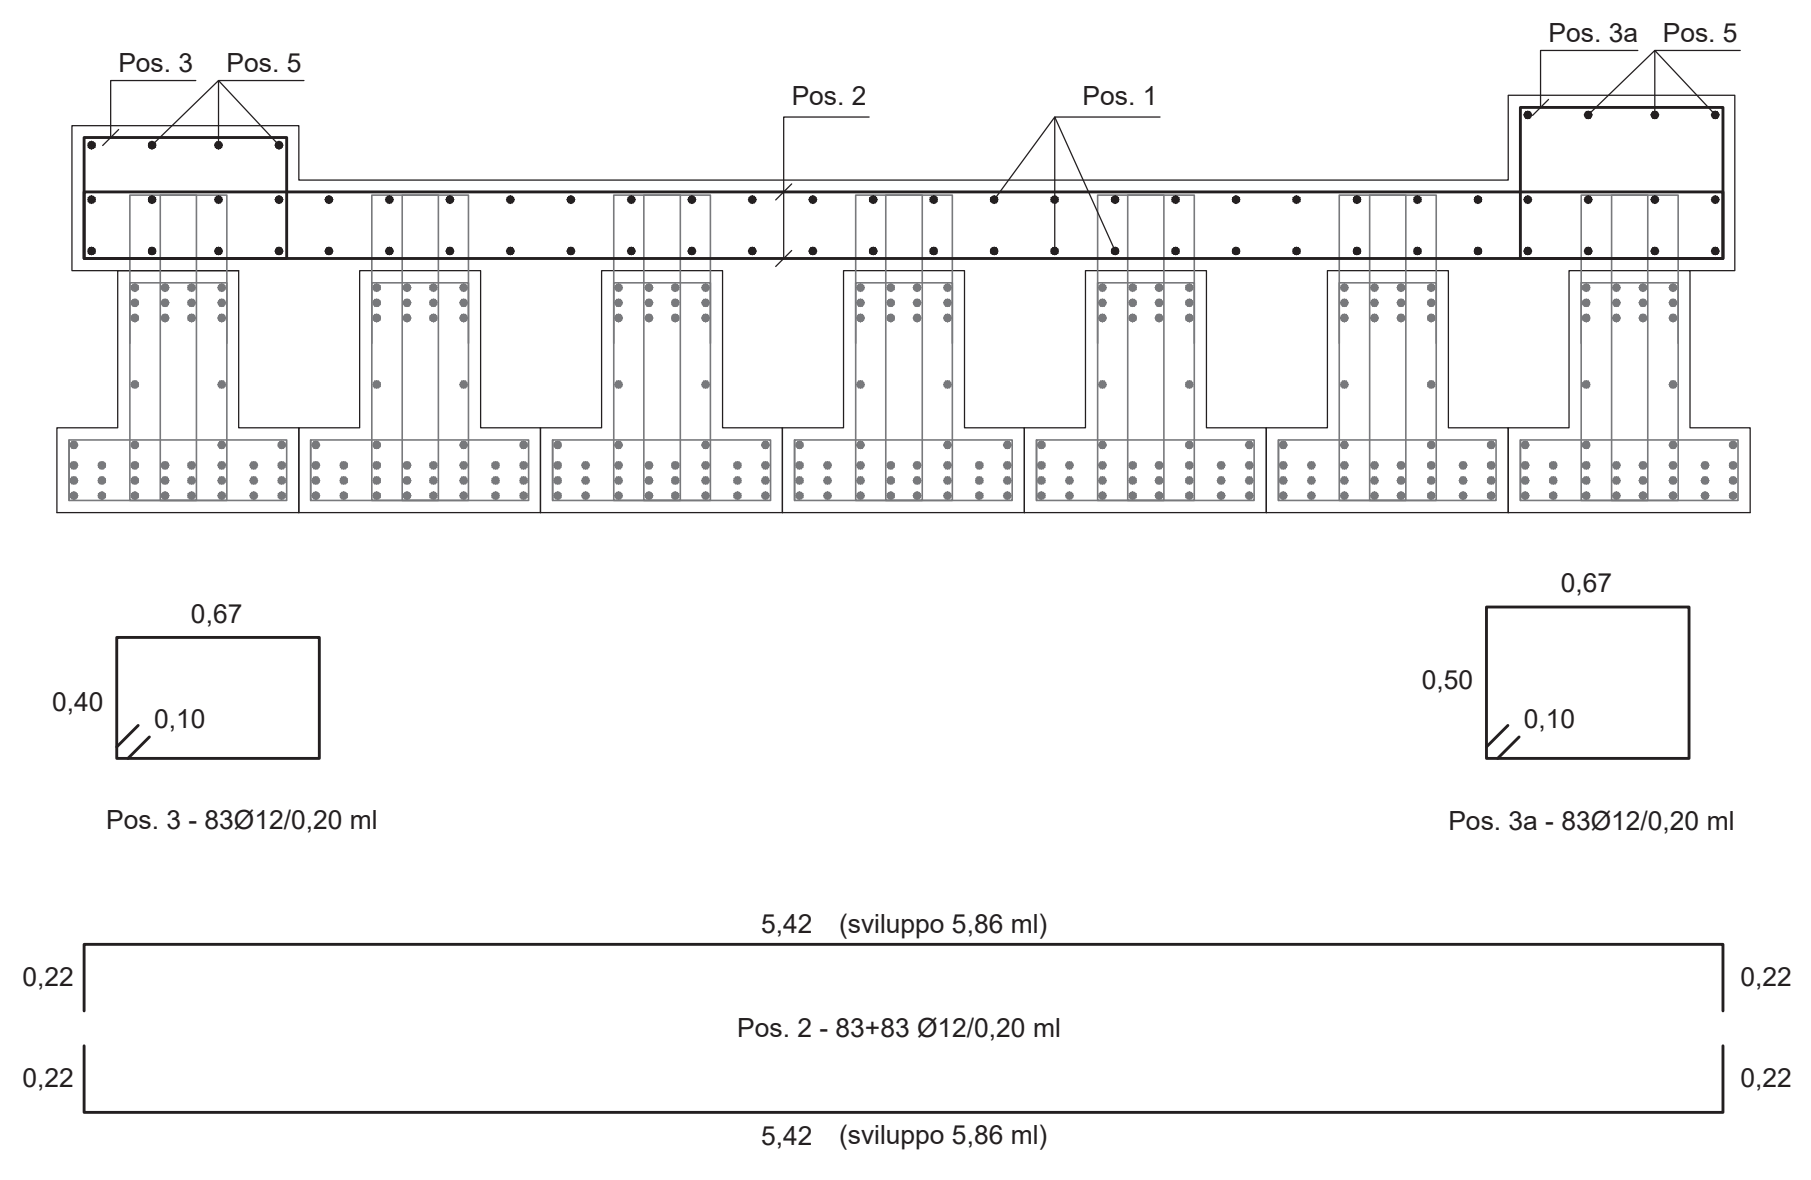 Pos. 3a Pos. 5
Pos. 3 Pos. 5
Pos. 2 Pos. 1
0,67
0,67
0,40
0,10
0,50
0,10
Pos. 3 - 83Ø12/0,20 ml
Pos. 3a - 83Ø12/0,20 ml
5,42 (sviluppo 5,86 ml)
0,22
0,22
Pos. 2 - 83+83 Ø12/0,20 ml
0,22
0,22
5,42 (sviluppo 5,86 ml)